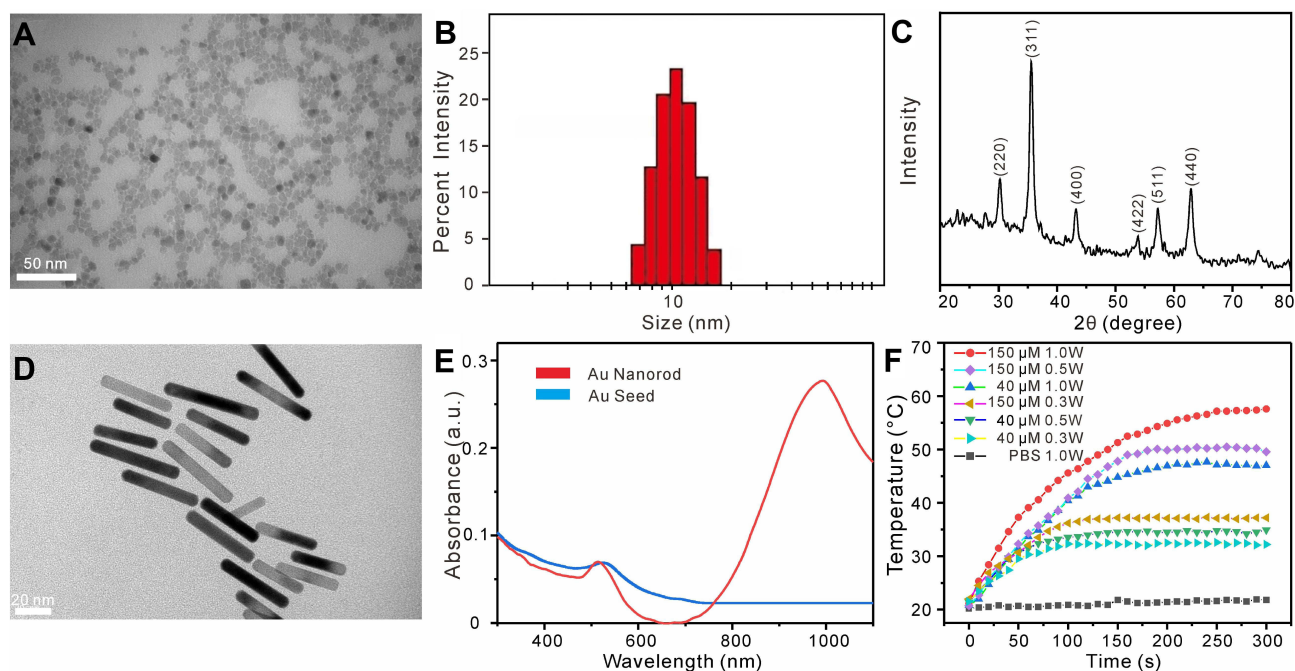 A
50 nm
B
Percent Intensity
25
20
15
10
5
0
10
Size (nm)
C
Intensity
(220)
(311)
(400)
(422)
(511)
(440)
20 30 40 50 60 70 80
2θ (degree)
D
20 nm
E
Absorbance (a.u.)
0.3
0.2
0.1
0
Au Nanorod
Au Seed
400 600 800 1000
Wavelength (nm)
F
Temperature (°C)
70
60
50
40
30
20
150 µM 1.0W
150 µM 0.5W
40 µM 1.0W
150 µM 0.3W
40 µM 0.5W
40 µM 0.3W
PBS 1.0W
0 50 100 150 200 250 300
Time (s)